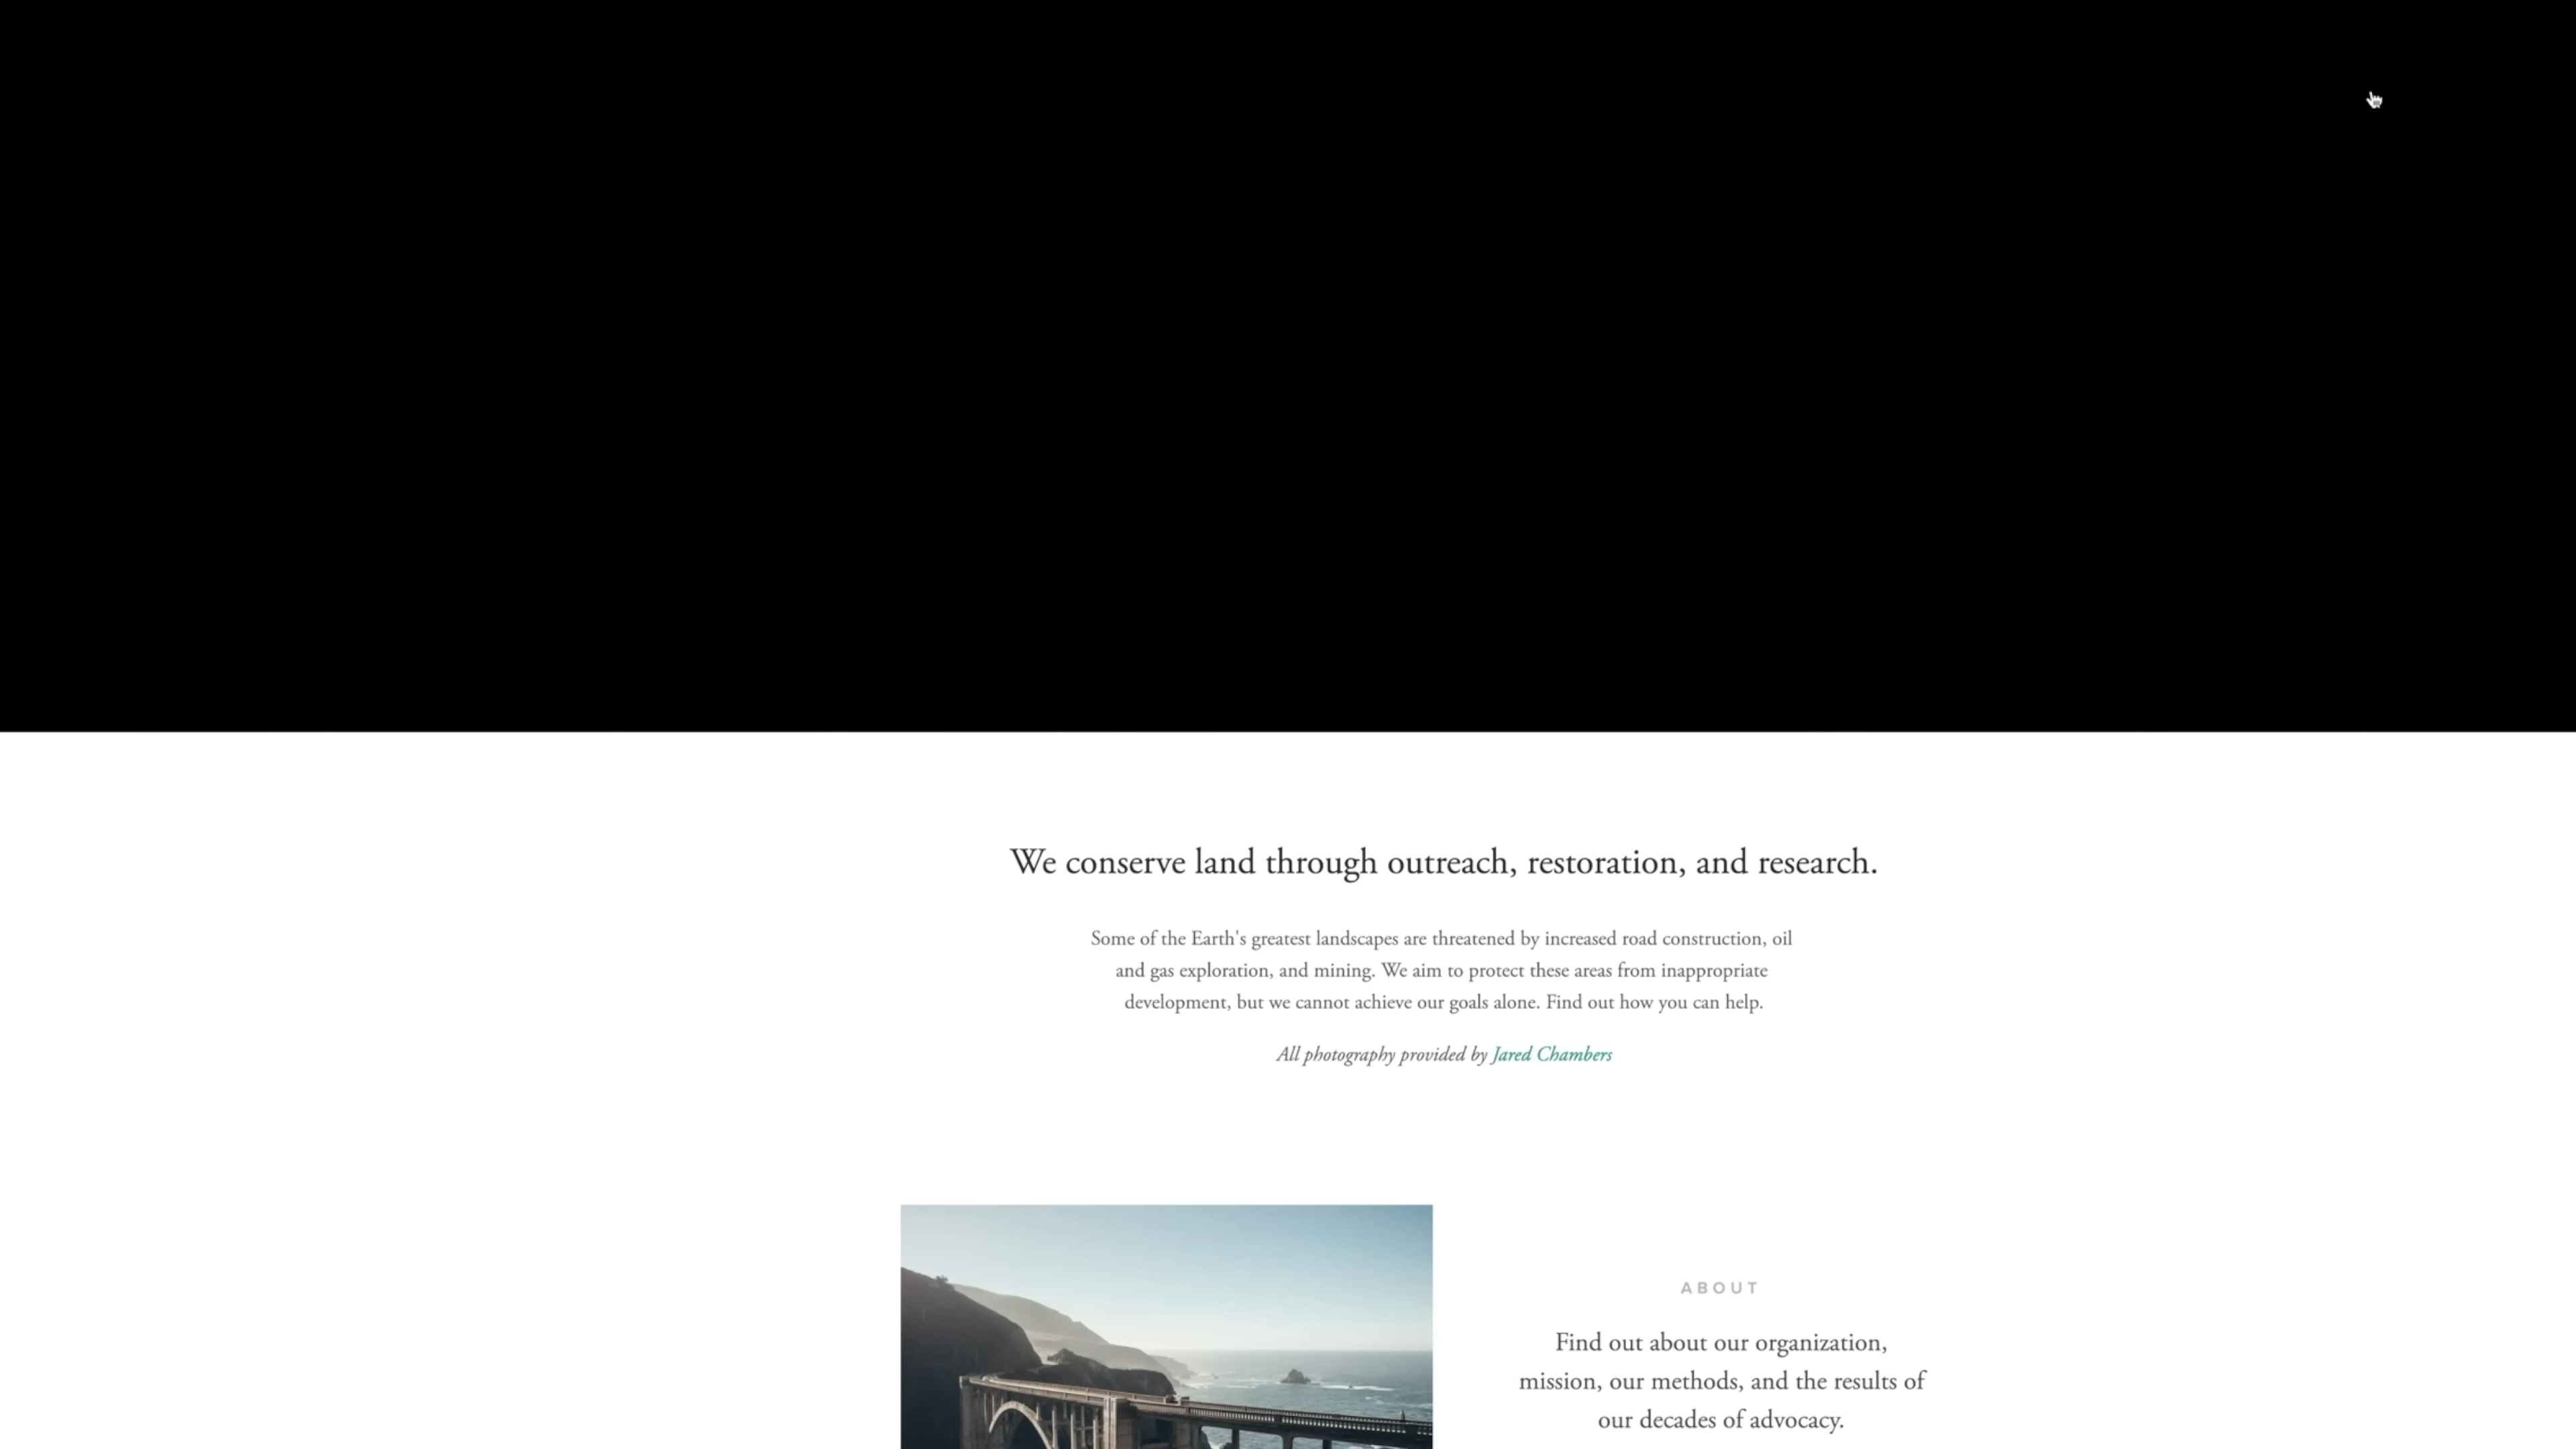 We conserve land through outreach, restoration, and research.
Some of the Earth's greatest landscapes are threatened by increased road construction, oil
and gas exploration, and mining. We aim to protect these areas from inappropriate
development, but we cannot achieve our goals alone. Find out how you can help.
All photography provided by Jared Chambers
ABOUT
Find out about our organization,
mission, our methods, and the results of
our decades of advocacy.